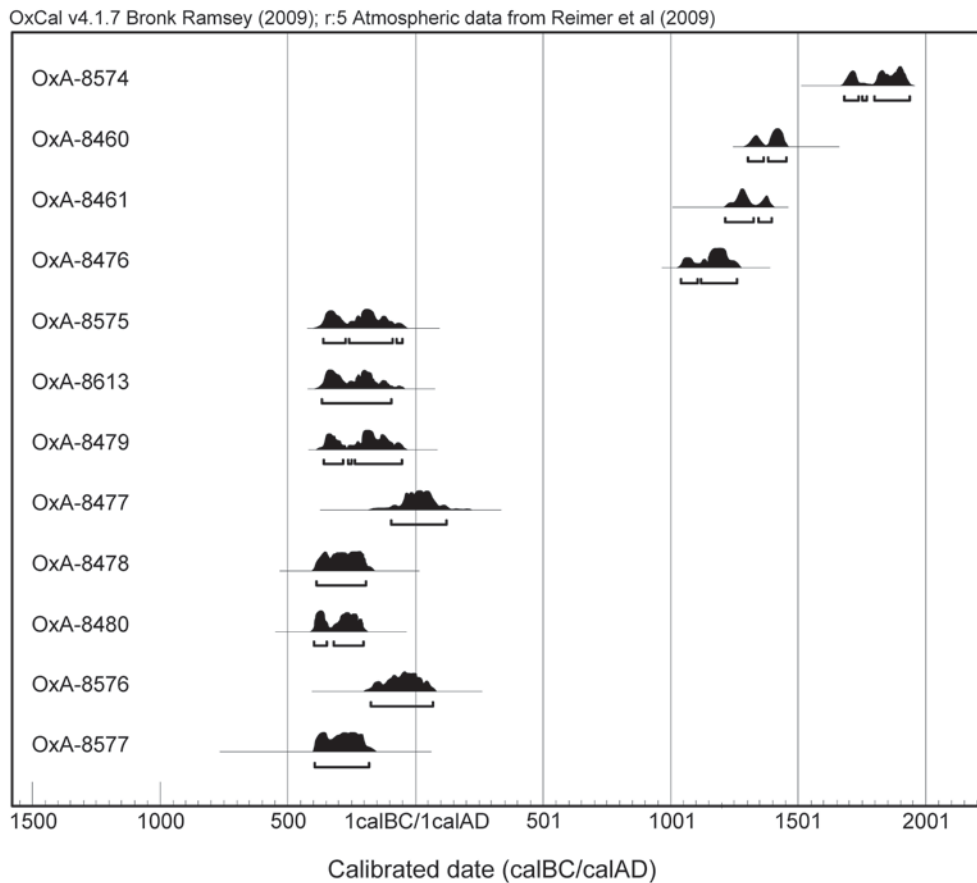 OxCal v4.1.7 Bronk Ramsey (2009); r:5 Atmospheric data from Reimer et al (2009)
OxA-8574
OxA-8460
OxA-8461
OxA-8476
OxA-8575
OxA-8613
OxA-8479
OxA-8477
OxA-8478
OxA-8480
OxA-8576
OxA-8577
1500 1000 500 1calBC/1calAD 501 1001 1501 2001
Calibrated date (calBC/calAD)